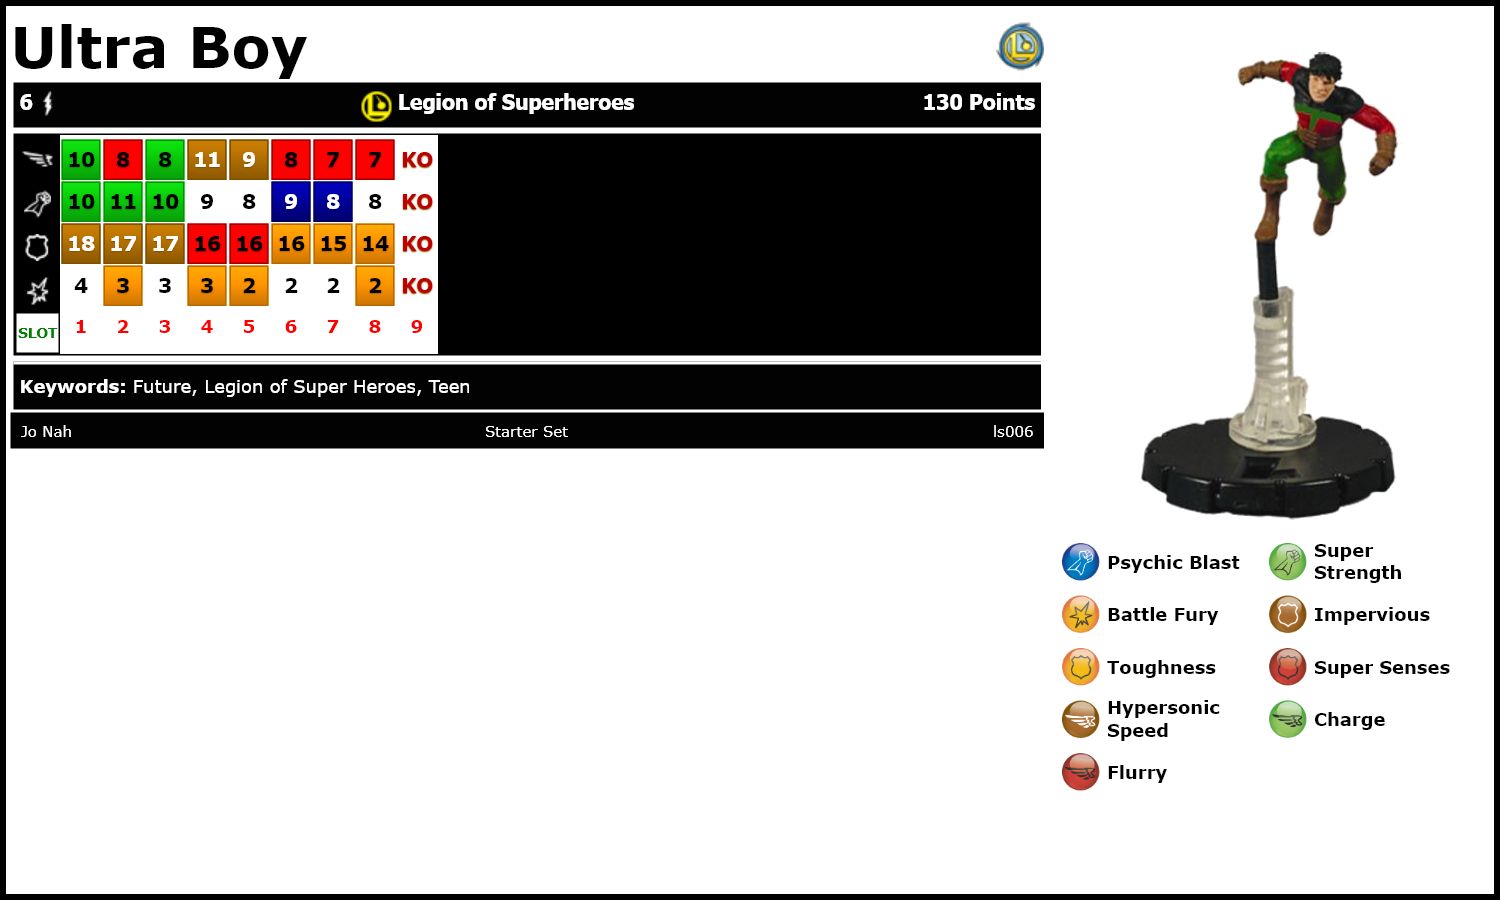 Ultra Boy
6 Legion of Superheroes 130 Points
10 8 8 11 9 8 7 7 KO
10 11 10 9 8 9 8 8 KO
18 17 17 16 16 16 15 14 KO
4 3 3 3 2 2 2 2 KO
SLOT 1 2 3 4 5 6 7 8 9
Keywords: Future, Legion of Super Heroes, Teen
Jo Nah Starter Set ls006
Psychic Blast
Super
Strength
Battle Fury
Impervious
Toughness
Super Senses
Hypersonic
Speed
Charge
Flurry